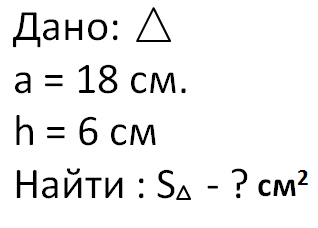 Дано: △
a = 18 см.
h = 6 см
Найти : S△ - ? см²